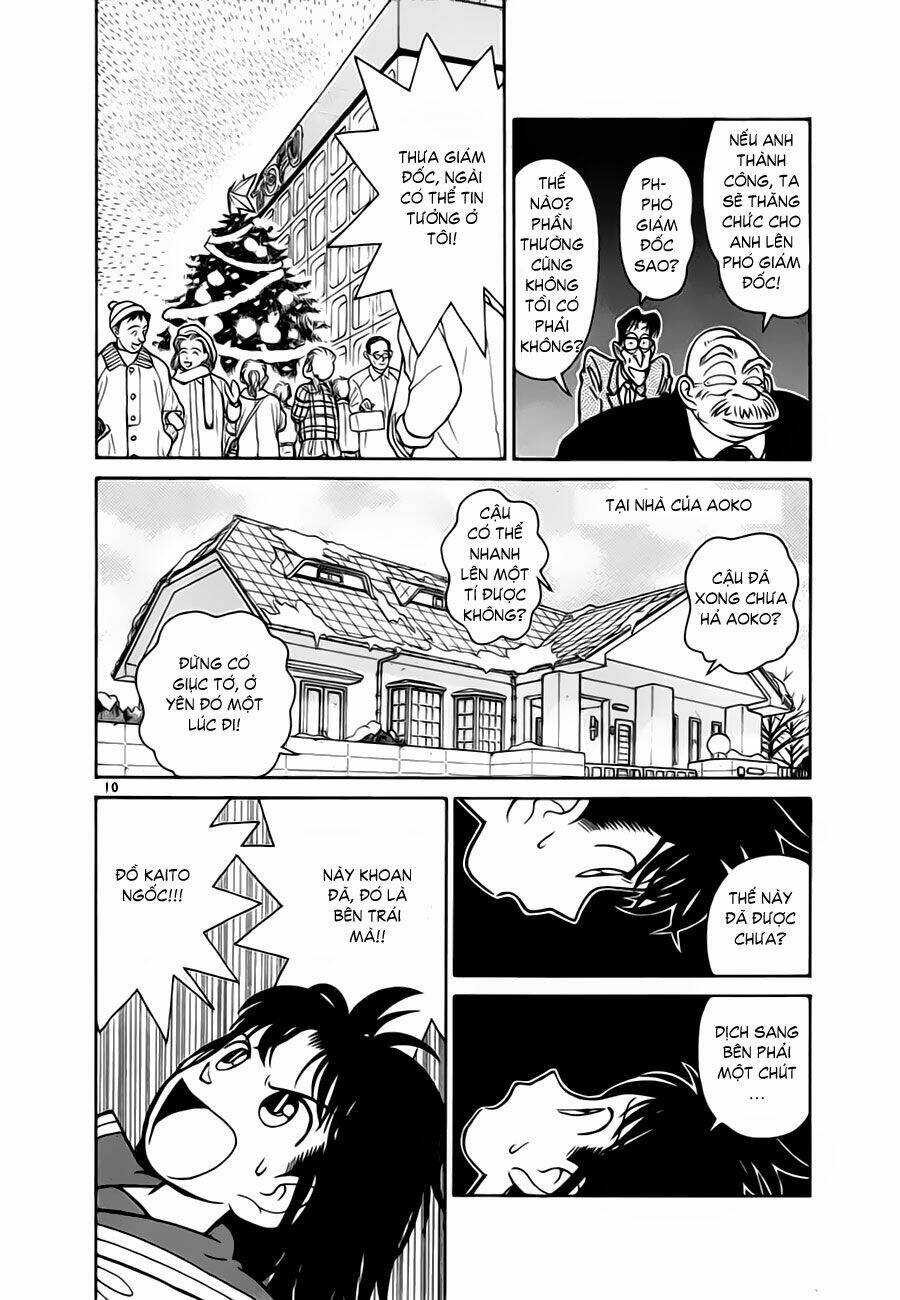 NẾU ANH
THÀNH
CÔNG, TA
SẼ THĂNG
CHỨC CHO
ANH LÊN
PHÓ GIÁM
ĐỐC!
PH-
PHÓ
GIÁM
ĐỐC
SAO?
THẾ
NÀO?
PHẦN
THƯỞNG
CŨNG
KHÔNG
TỒI CÓ
PHẢI
KHÔNG?
THƯA GIÁM
ĐỐC, NGÀI
CÓ THỂ TIN
TƯỞNG Ở
TÔI!
TẠI NHÀ CỦA AOKO
CẬU ĐÃ
XONG CHƯA
HẢ AOKO?
CẬU
CÓ THỂ
NHANH
LÊN MỘT
TÍ ĐƯỢC
KHÔNG?
ĐỪNG CÓ
GIỤC TỚ, Ở
YÊN ĐÓ MỘT
LÚC ĐI!
10
THẾ NÀY
ĐÃ ĐƯỢC
CHƯA?
DỊCH SANG
BÊN PHẢI
MỘT CHÚT
...
NÀY KHOAN
ĐÃ, ĐÓ LÀ
BÊN TRÁI
MÀ!!
ĐỒ KAITO
NGỐC!!!